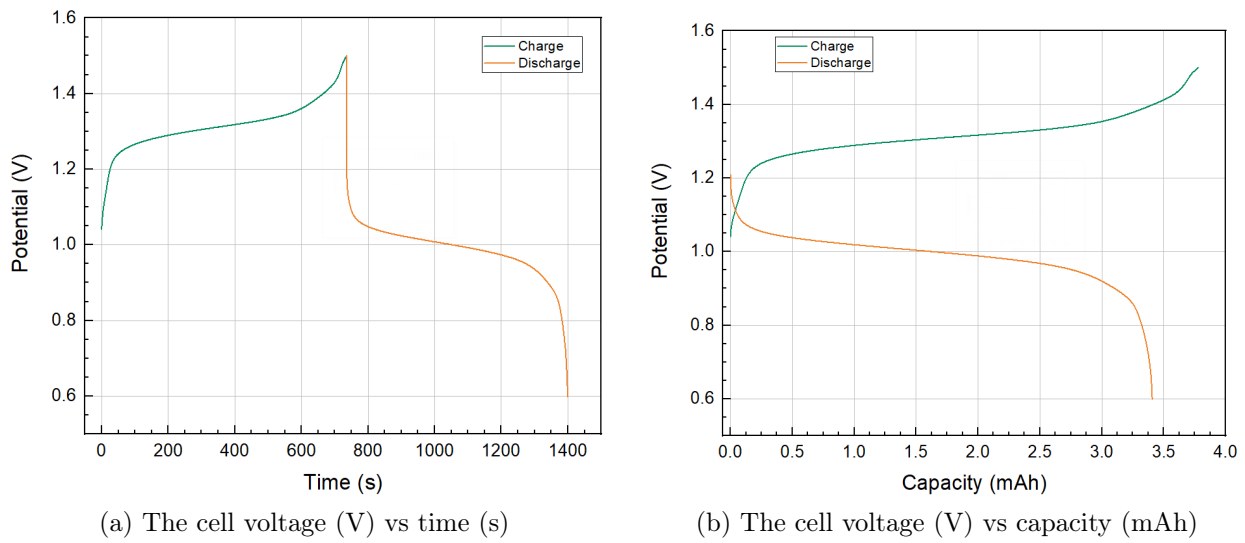 1.6
1.4
1.2
1.0
0.8
0.6
Potential (V)
Charge
Discharge
0 200 400 600 800 1000 1200 1400
Time (s)
(a) The cell voltage (V) vs time (s)
1.6
1.4
1.2
1.0
0.8
0.6
Potential (V)
Charge
Discharge
0.0 0.5 1.0 1.5 2.0 2.5 3.0 3.5 4.0
Capacity (mAh)
(b) The cell voltage (V) vs capacity (mAh)